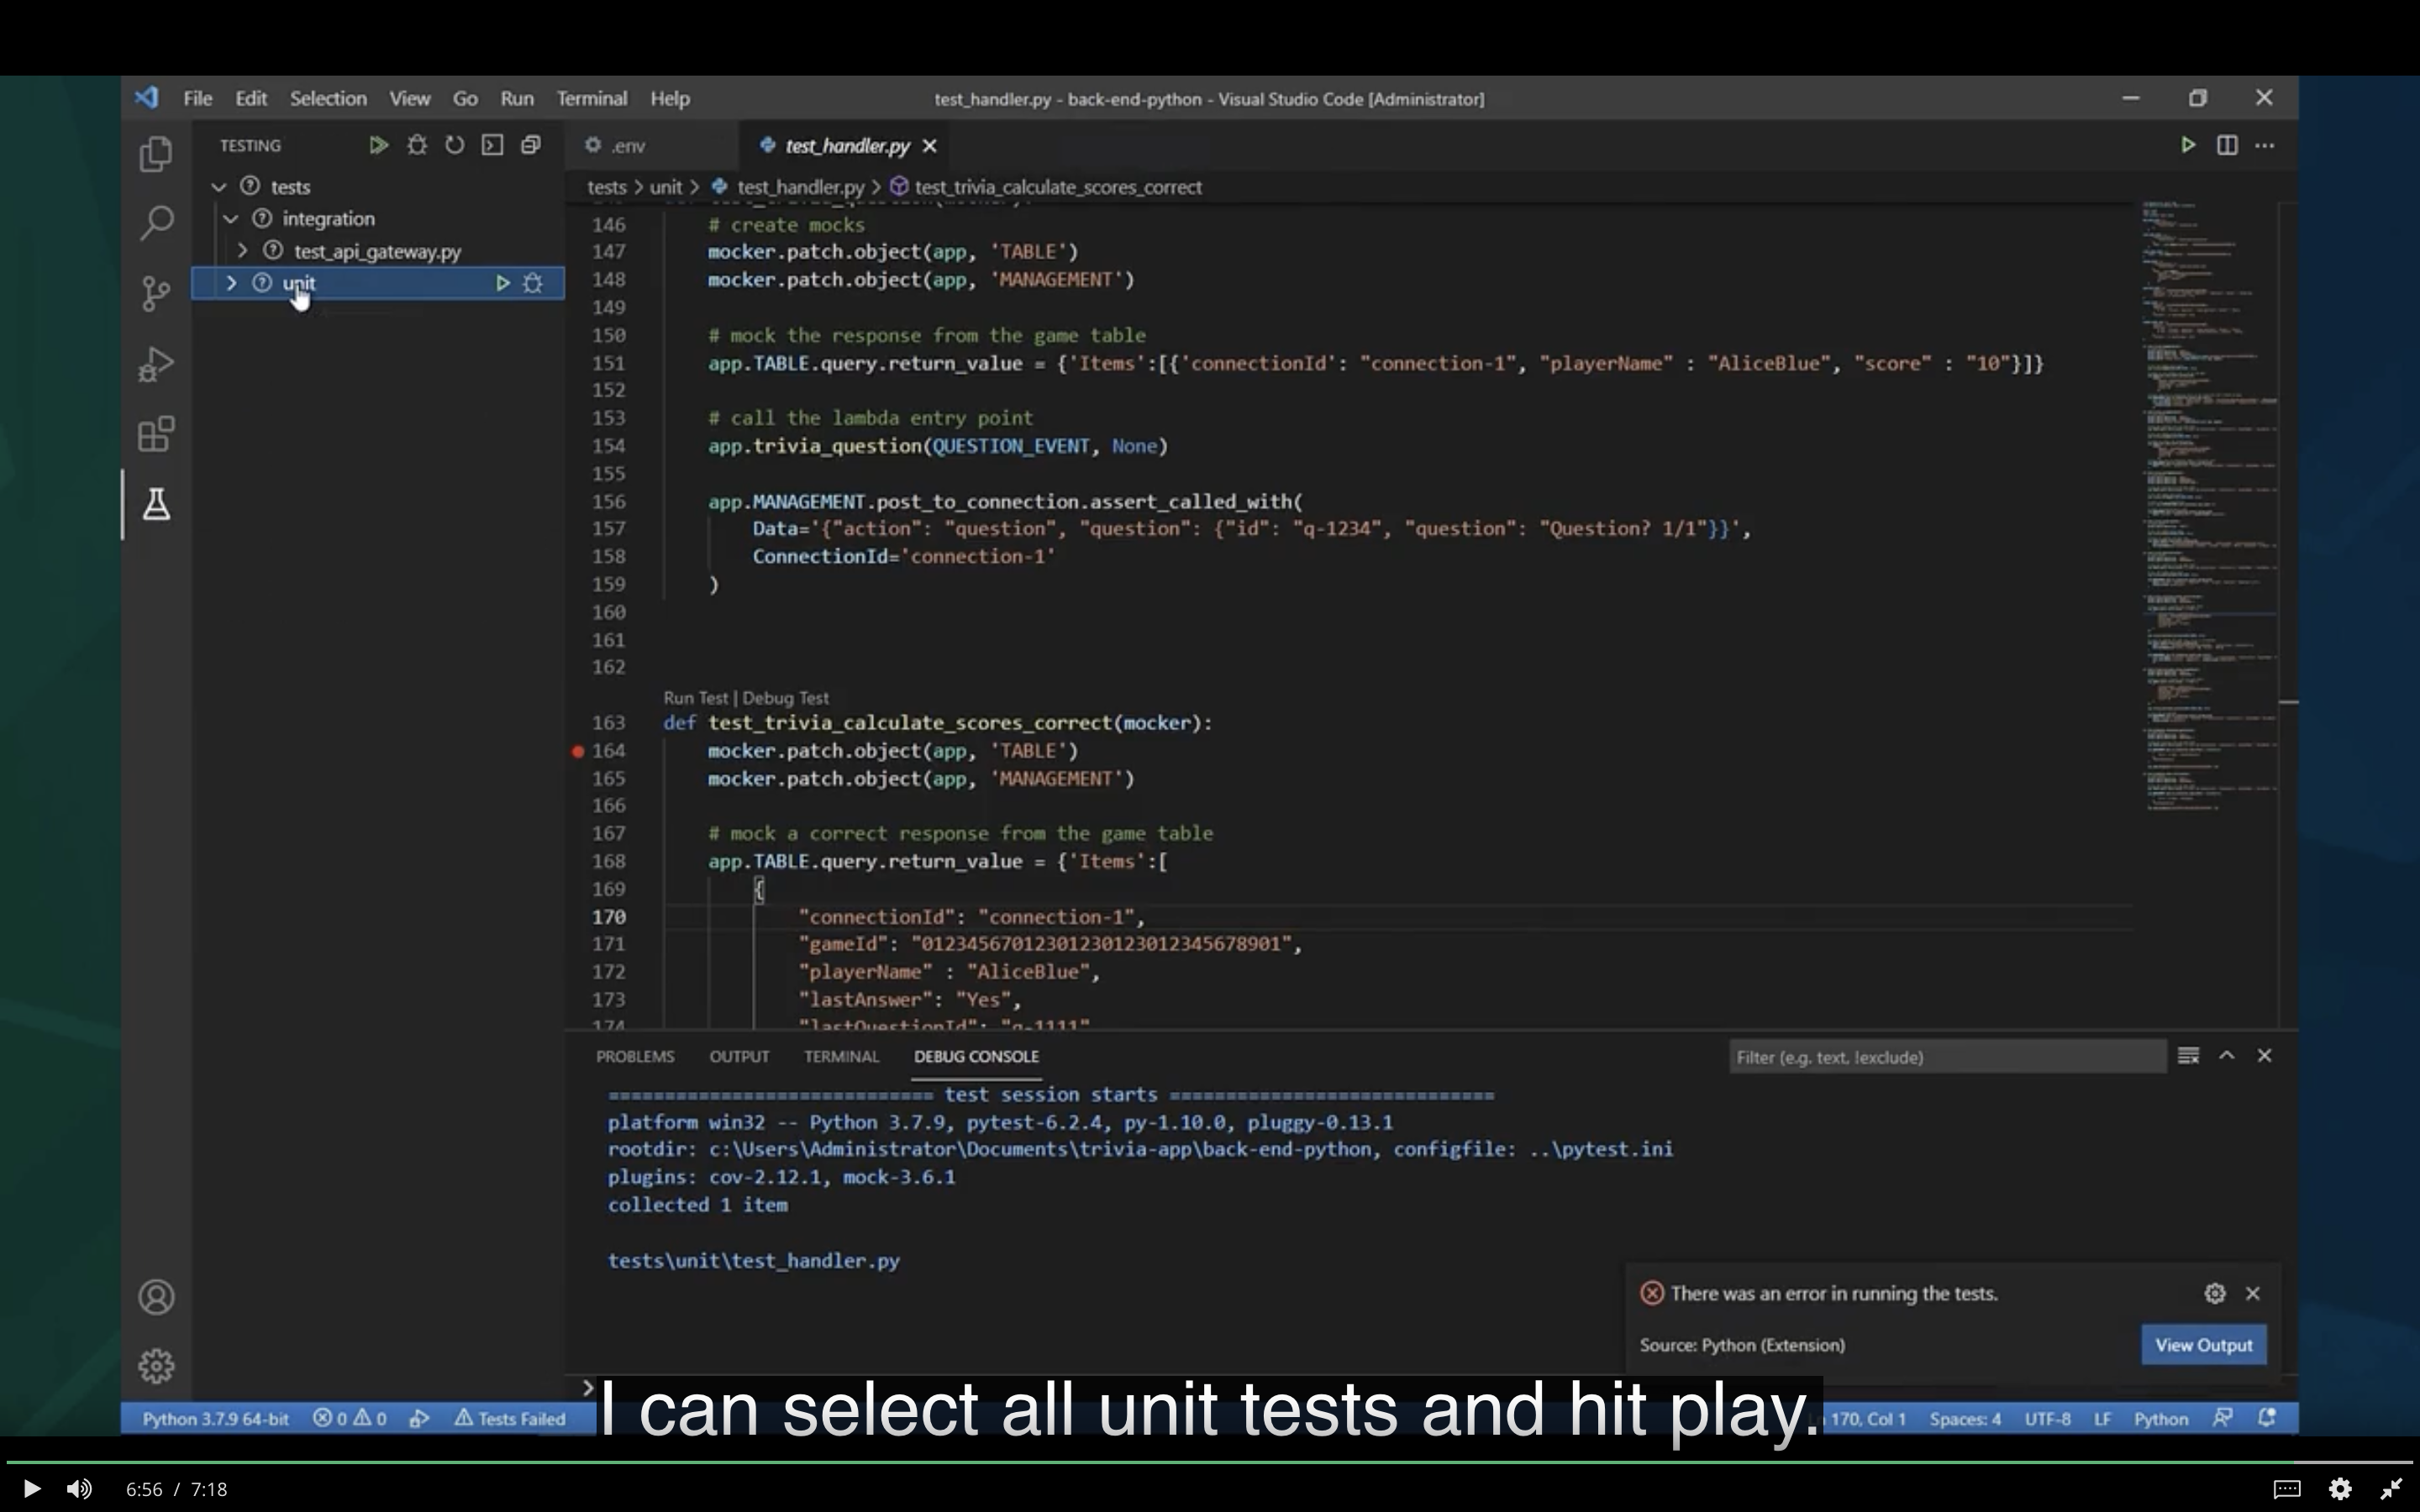 File Edit Selection View Go Run Terminal Help
test_handler.py - back-end-python - Visual Studio Code [Administrator]
TESTING
tests
integration
test_api_gateway.py
unit
.env
test_handler.py
tests > unit > test_handler.py > test_trivia_calculate_scores_correct
146 # create mocks
147 mocker.patch.object(app, 'TABLE')
148 mocker.patch.object(app, 'MANAGEMENT')
149
150 # mock the response from the game table
151 app.TABLE.query.return_value = {'Items':[{'connectionId': "connection-1", "playerName" : "AliceBlue", "score" : "10"}]}
152
153 # call the lambda entry point
154 app.trivia_question(QUESTION_EVENT, None)
155
156 app.MANAGEMENT.post_to_connection.assert_called_with(
157 Data='{"action": "question", "question": {"id": "q-1234", "question": "Question? 1/1"}}',
158 ConnectionId='connection-1'
159 )
160
161
162
Run Test | Debug Test
163 def test_trivia_calculate_scores_correct(mocker):
164 mocker.patch.object(app, 'TABLE')
165 mocker.patch.object(app, 'MANAGEMENT')
166
167 # mock a correct response from the game table
168 app.TABLE.query.return_value = {'Items':[
169 {
170 "connectionId": "connection-1",
171 "gameId": "01234567012301230123012345678901",
172 "playerName" : "AliceBlue",
173 "lastAnswer": "Yes",
174 "lastQuestionId": "q-1111"
PROBLEMS OUTPUT TERMINAL DEBUG CONSOLE
Filter (e.g. text, !exclude)
============================= test session starts =============================
platform win32 -- Python 3.7.9, pytest-6.2.4, py-1.10.0, pluggy-0.13.1
rootdir: c:\Users\Administrator\Documents\trivia-app\back-end-python, configfile: ..\pytest.ini
plugins: cov-2.12.1, mock-3.6.1
collected 1 item
tests\unit\test_handler.py
There was an error in running the tests.
Source: Python (Extension)
View Output
I can select all unit tests and hit play.
Python 3.7.9 64-bit 0 0 Tests Failed
170, Col 1 Spaces: 4 UTF-8 LF Python
6:56 / 7:18